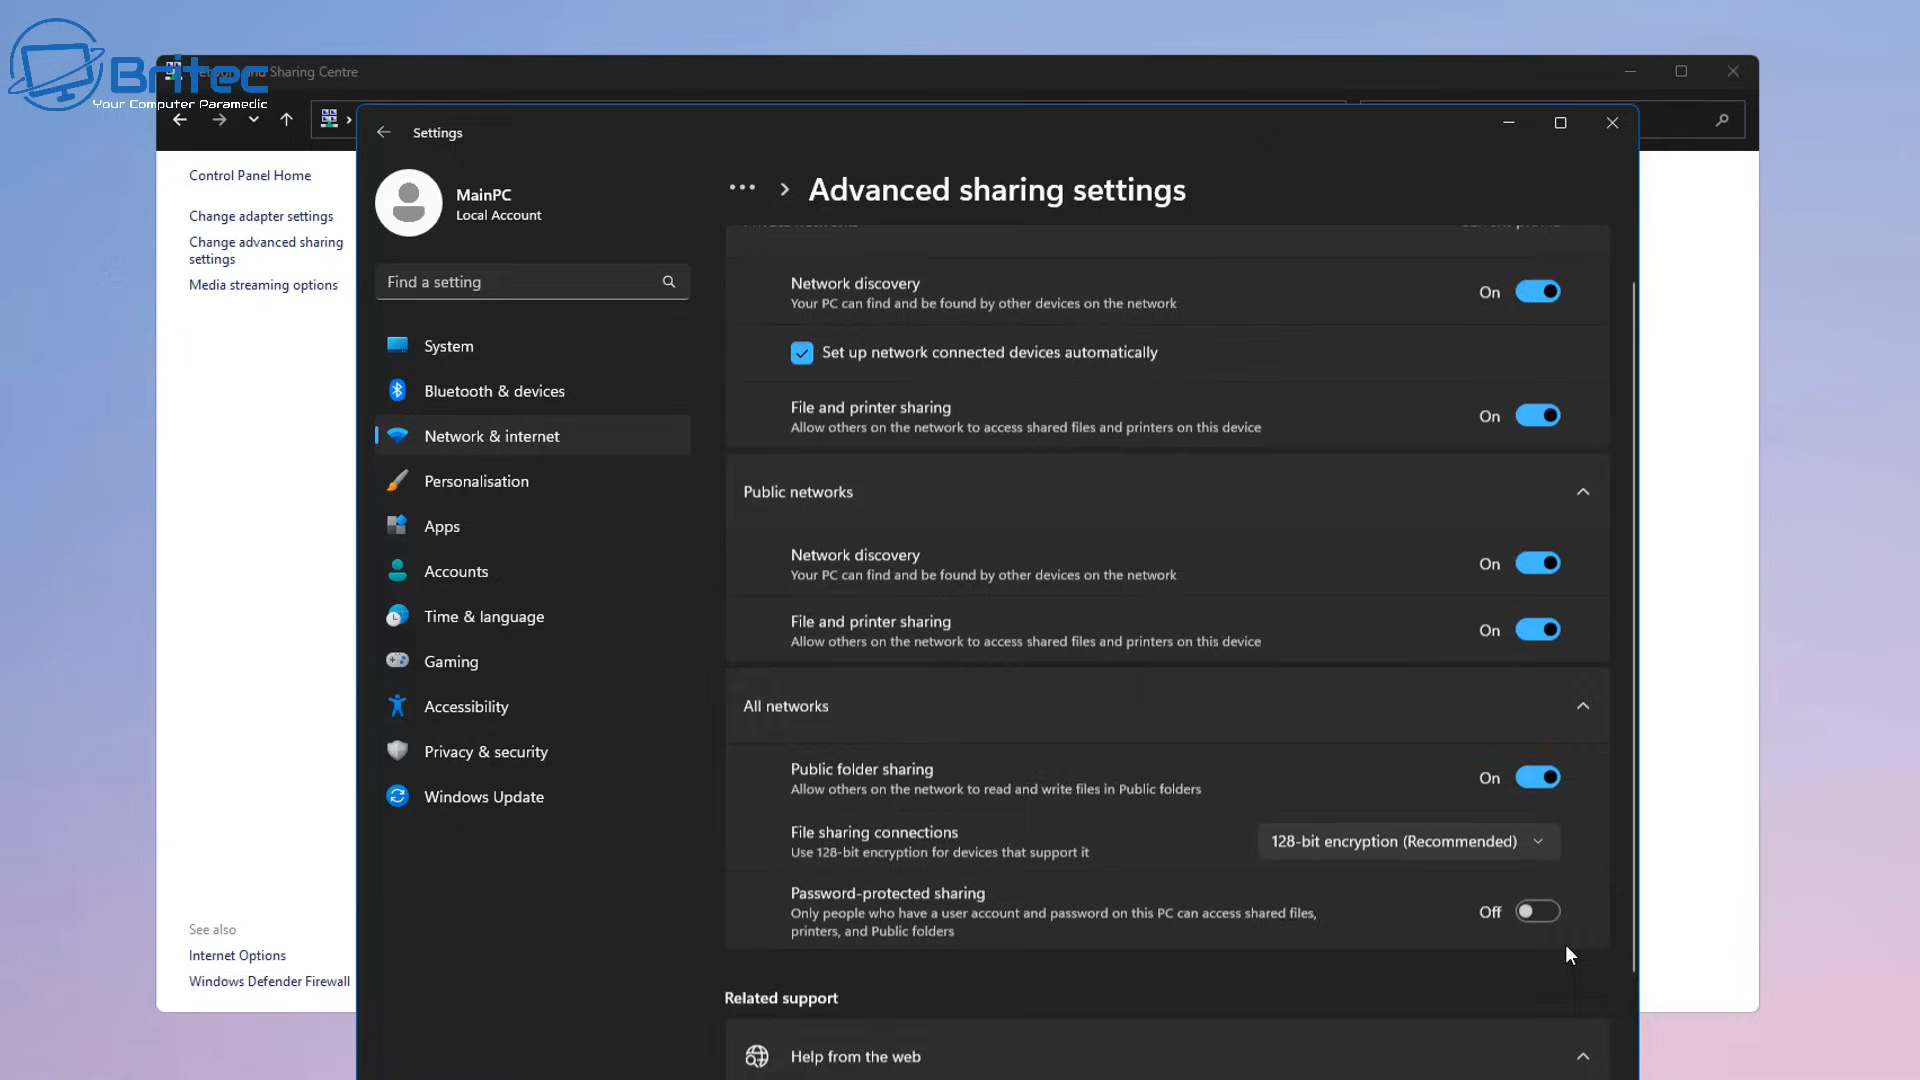 Britec
Your Computer Paramedic
and Sharing Centre
Control Panel Home
Change adapter settings
Change advanced sharing
settings
Media streaming options
See also
Internet Options
Windows Defender Firewall
Settings
MainPC
Local Account
Find a setting
System
Bluetooth & devices
Network & internet
Personalisation
Apps
Accounts
Time & language
Gaming
Accessibility
Privacy & security
Windows Update
... > Advanced sharing settings
Network discovery
Your PC can find and be found by other devices on the network
On
Set up network connected devices automatically
File and printer sharing
Allow others on the network to access shared files and printers on this device
On
Public networks
Network discovery
Your PC can find and be found by other devices on the network
On
File and printer sharing
Allow others on the network to access shared files and printers on this device
On
All networks
Public folder sharing
Allow others on the network to read and write files in Public folders
On
File sharing connections
Use 128-bit encryption for devices that support it
128-bit encryption (Recommended)
Password-protected sharing
Only people who have a user account and password on this PC can access shared files,
printers, and Public folders
Off
Related support
Help from the web